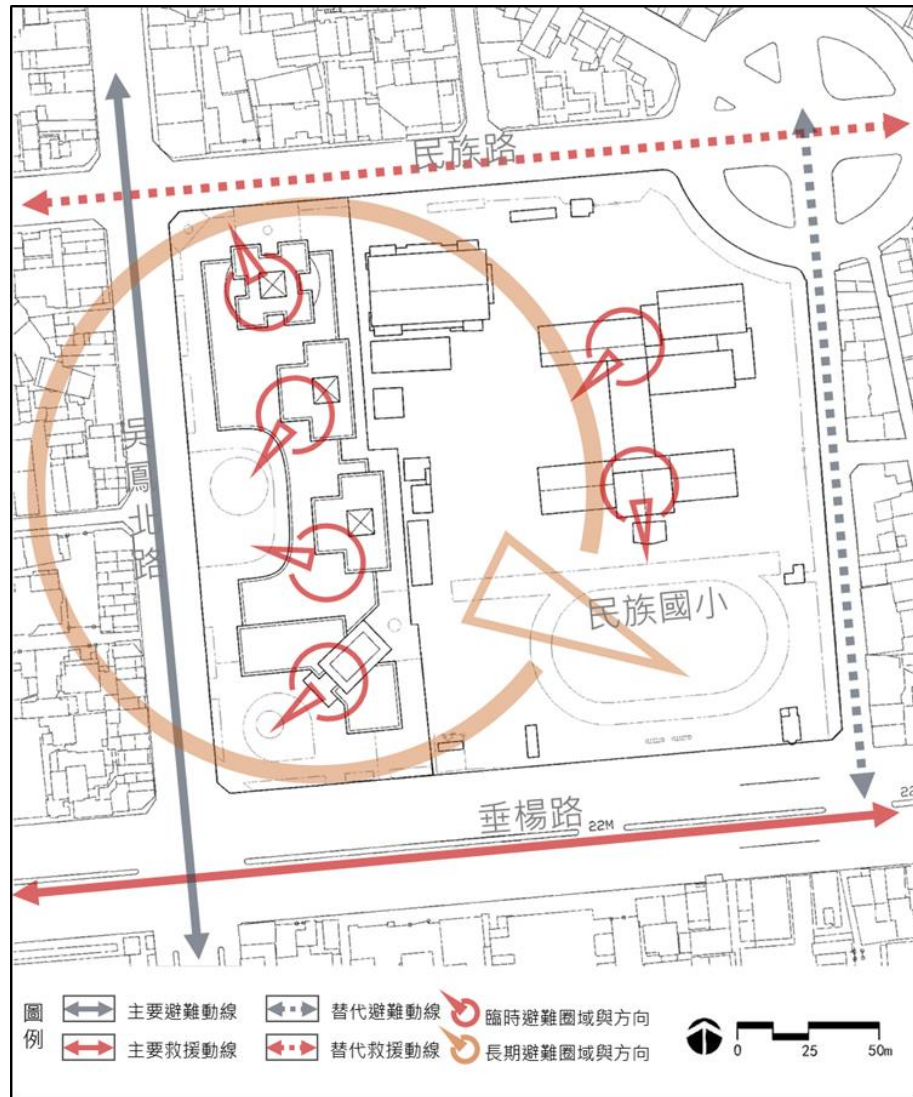 民族路
吳鳳北路
民族國小
垂楊路
22M
22
圖例
主要避難動線
替代避難動線
臨時避難圈域與方向
主要救援動線
替代救援動線
長期避難圈域與方向
0
25
50m